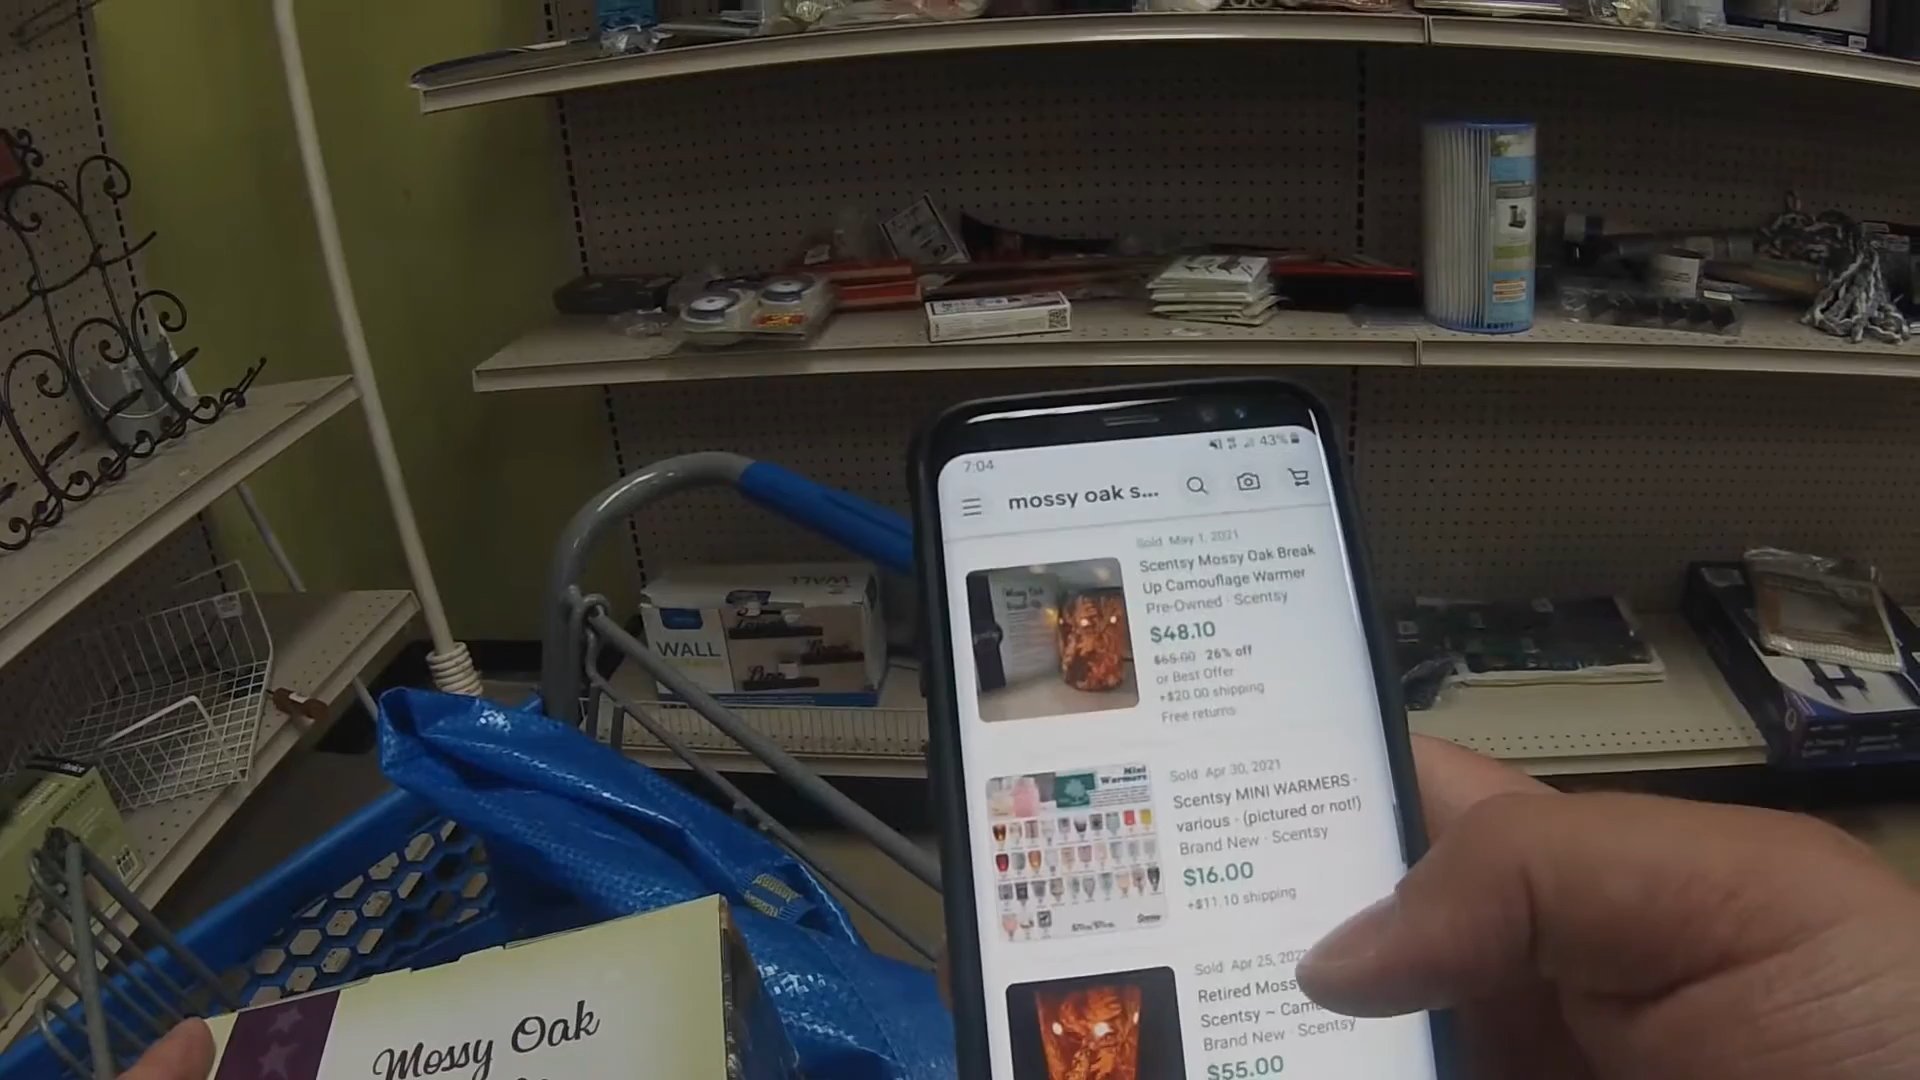 7:04
43%
mossy oak s...
Sold May 1, 2021
Scentsy Mossy Oak Break
Up Camouflage Warmer
Pre-Owned · Scentsy
$48.10
$65.00 26% off
or Best Offer
+$20.00 shipping
Free returns
Mini
Warmers
Sold Apr 30, 2021
Scentsy MINI WARMERS -
various - (pictured or not!)
Brand New · Scentsy
$16.00
+$11.10 shipping
Sold Apr 25, 202
Retired Moss
Scentsy ~ Cam
Brand New · Scentsy
$55.00
WALL
Mossy Oak